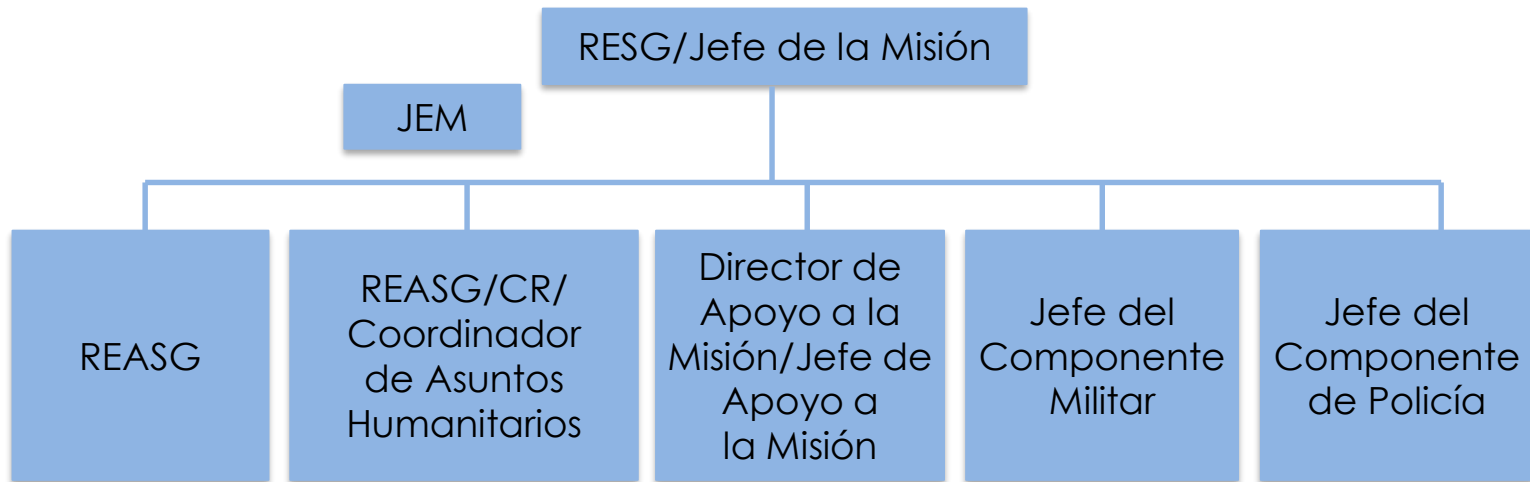 RESG/Jefe de la Misión
JEM
REASG
REASG/CR/
Coordinador
de Asuntos
Humanitarios
Director de
Apoyo a la
Misión/Jefe de
Apoyo a
la Misión
Jefe del
Componente
Militar
Jefe del
Componente
de Policía